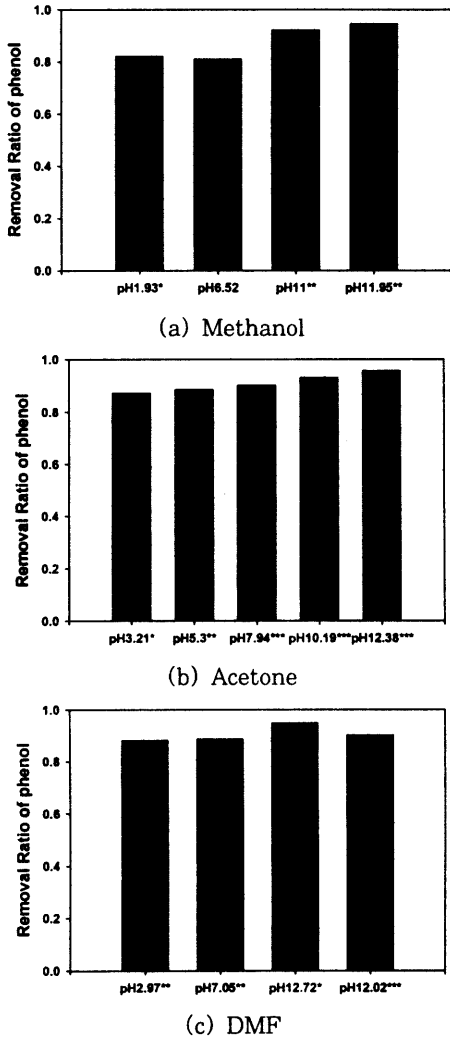 Removal Ratio of phenol
1.0
0.8
0.6
0.4
0.2
0.0
pH1.93* pH6.52 pH11** pH11.95**
(a) Methanol
Removal Ratio of phenol
1.0
0.8
0.6
0.4
0.2
0.0
pH3.21* pH5.3** pH7.94*** pH10.19*** pH12.38***
(b) Acetone
Removal Ratio of phenol
1.0
0.8
0.6
0.4
0.2
0.0
pH2.97** pH7.05** pH12.72* pH12.02***
(c) DMF